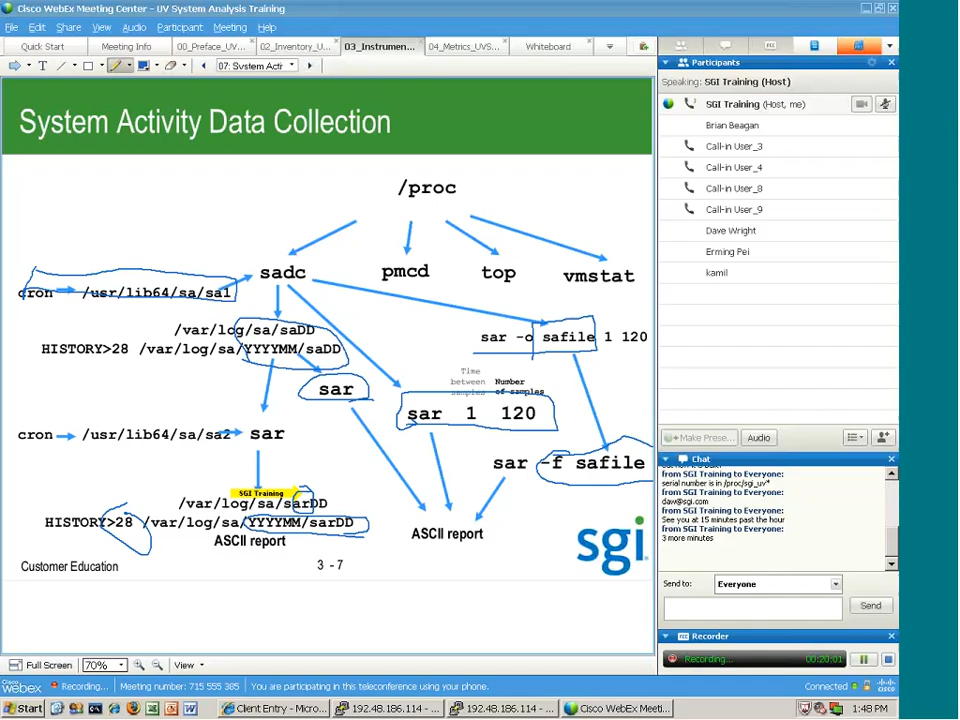 Cisco WebEx Meeting Center - UV System Analysis Training
File Edit Share View Audio Participant Meeting Help
Quick Start Meeting Info 00_Preface_UV... 02_Inventory_U... 03_Instrumen... 04_Metrics_UVS... Whiteboard
07: System Acti
System Activity Data Collection
/proc
sadc pmcd top vmstat
cron /usr/lib64/sa/sa1
/var/log/sa/saDD
HISTORY>28 /var/log/sa/YYYYMM/saDD
sar -o safile 1 120
Time between samples
Number of samples
sar
sar 1 120
cron /usr/lib64/sa/sa2 sar
sar -f safile
SGI Training
/var/log/sa/sarDD
HISTORY>28 /var/log/sa/YYYYMM/sarDD
ASCII report
ASCII report
sgi
Customer Education
3 - 7
Participants
Speaking: SGI Training (Host)
SGI Training (Host, me)
Brian Beagan
Call-in User_3
Call-in User_4
Call-in User_8
Call-in User_9
Dave Wright
Erming Pei
kamil
Make Prese... Audio
Chat
from SGI Training to Everyone:
serial number is in /proc/sgi_uv*
from SGI Training to Everyone:
daw@sgi.com
from SGI Training to Everyone:
See you at 15 minutes past the hour
from SGI Training to Everyone:
3 more minutes
Send to: Everyone
Send
Recorder
Recording... 00:20:01
Full Screen 70% View
Cisco webex Recording... Meeting number: 715 555 385 You are participating in this teleconference using your phone. Connected
Start Client Entry - Micro... 192.48.186.114 - ... 192.48.186.114 - ... Cisco WebEx Meeti... 1:48 PM